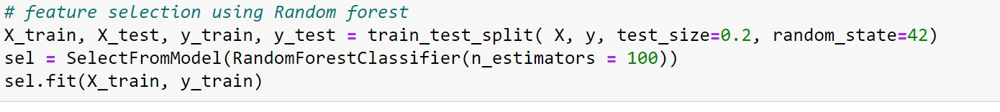 # feature selection using Random forest
X_train, X_test, y_train, y_test = train_test_split( X, y, test_size=0.2, random_state=42)
sel = SelectFromModel(RandomForestClassifier(n_estimators = 100))
sel.fit(X_train, y_train)